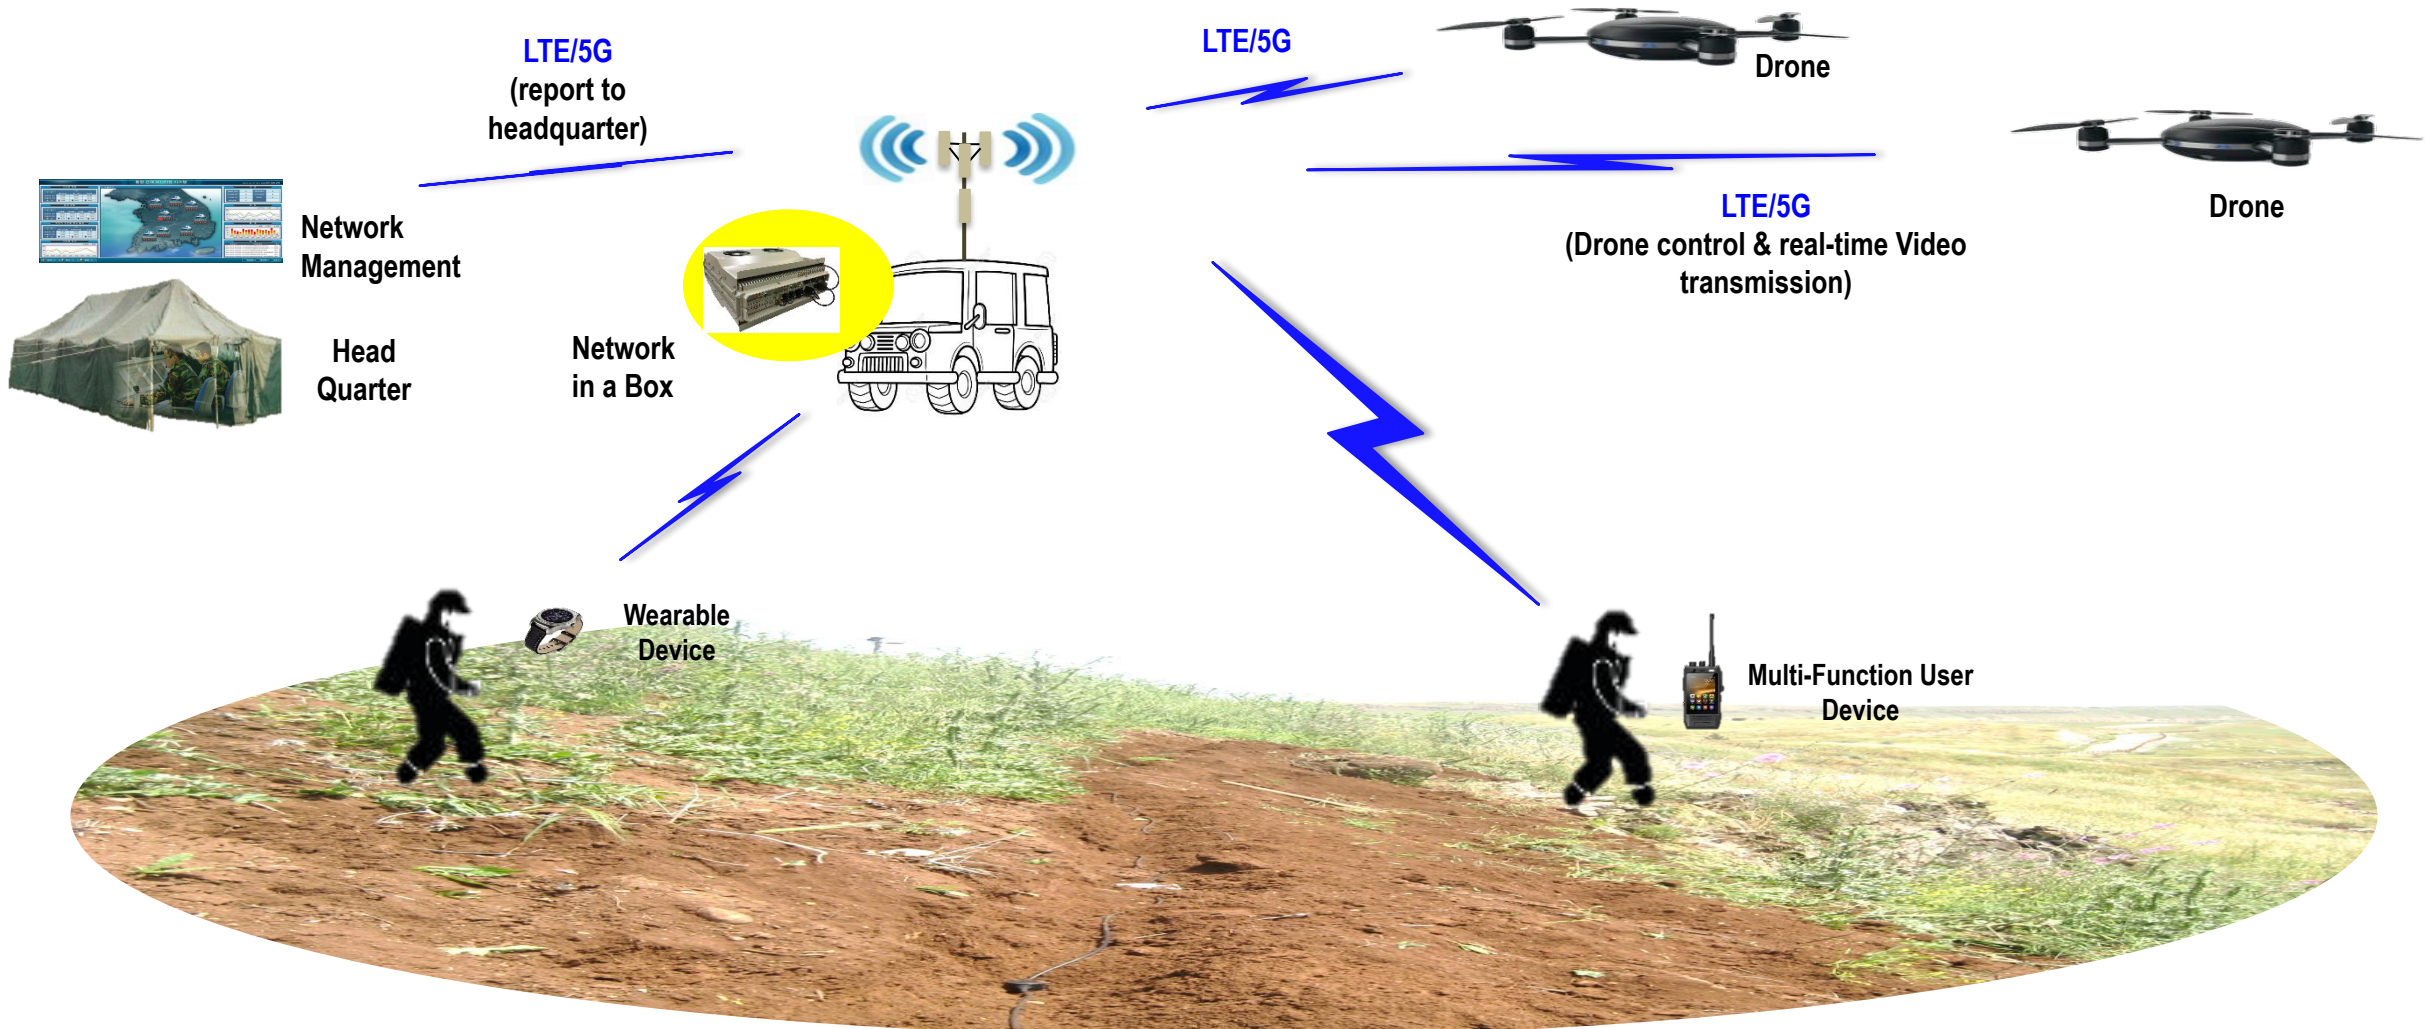 LTE/5G
(report to
headquarter)
LTE/5G
Drone
Drone
LTE/5G
(Drone control & real-time Video
transmission)
Network
Management
Head
Quarter
Network
in a Box
Wearable
Device
Multi-Function User
Device